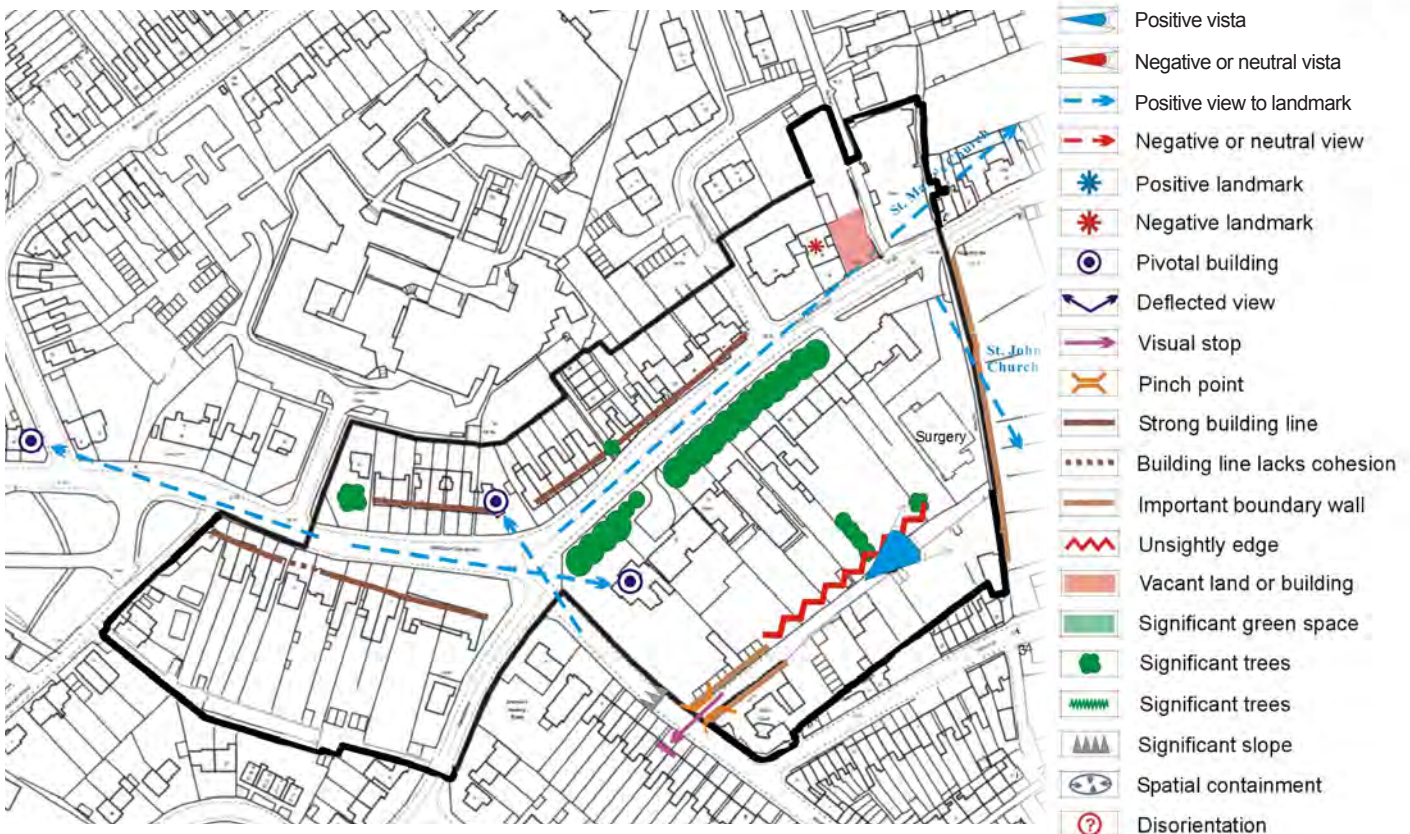 St. Mary's Church
St. John
Church
Surgery
Positive vista
Negative or neutral vista
Positive view to landmark
Negative or neutral view
Positive landmark
Negative landmark
Pivotal building
Deflected view
Visual stop
Pinch point
Strong building line
Building line lacks cohesion
Important boundary wall
Unsightly edge
Vacant land or building
Significant green space
Significant trees
Significant trees
Significant slope
Spatial containment
Disorientation